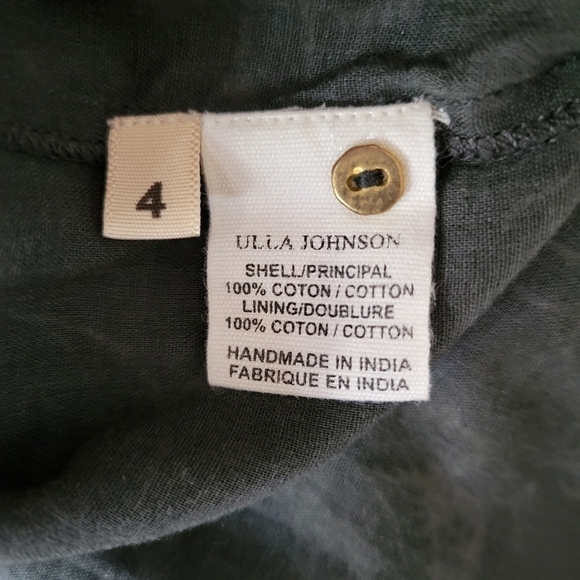 4
ULLA JOHNSON
SHELL/PRINCIPAL
100% COTON / COTTON
LINING/DOUBLURE
100% COTON / COTTON
HANDMADE IN INDIA
FABRIQUE EN INDIA